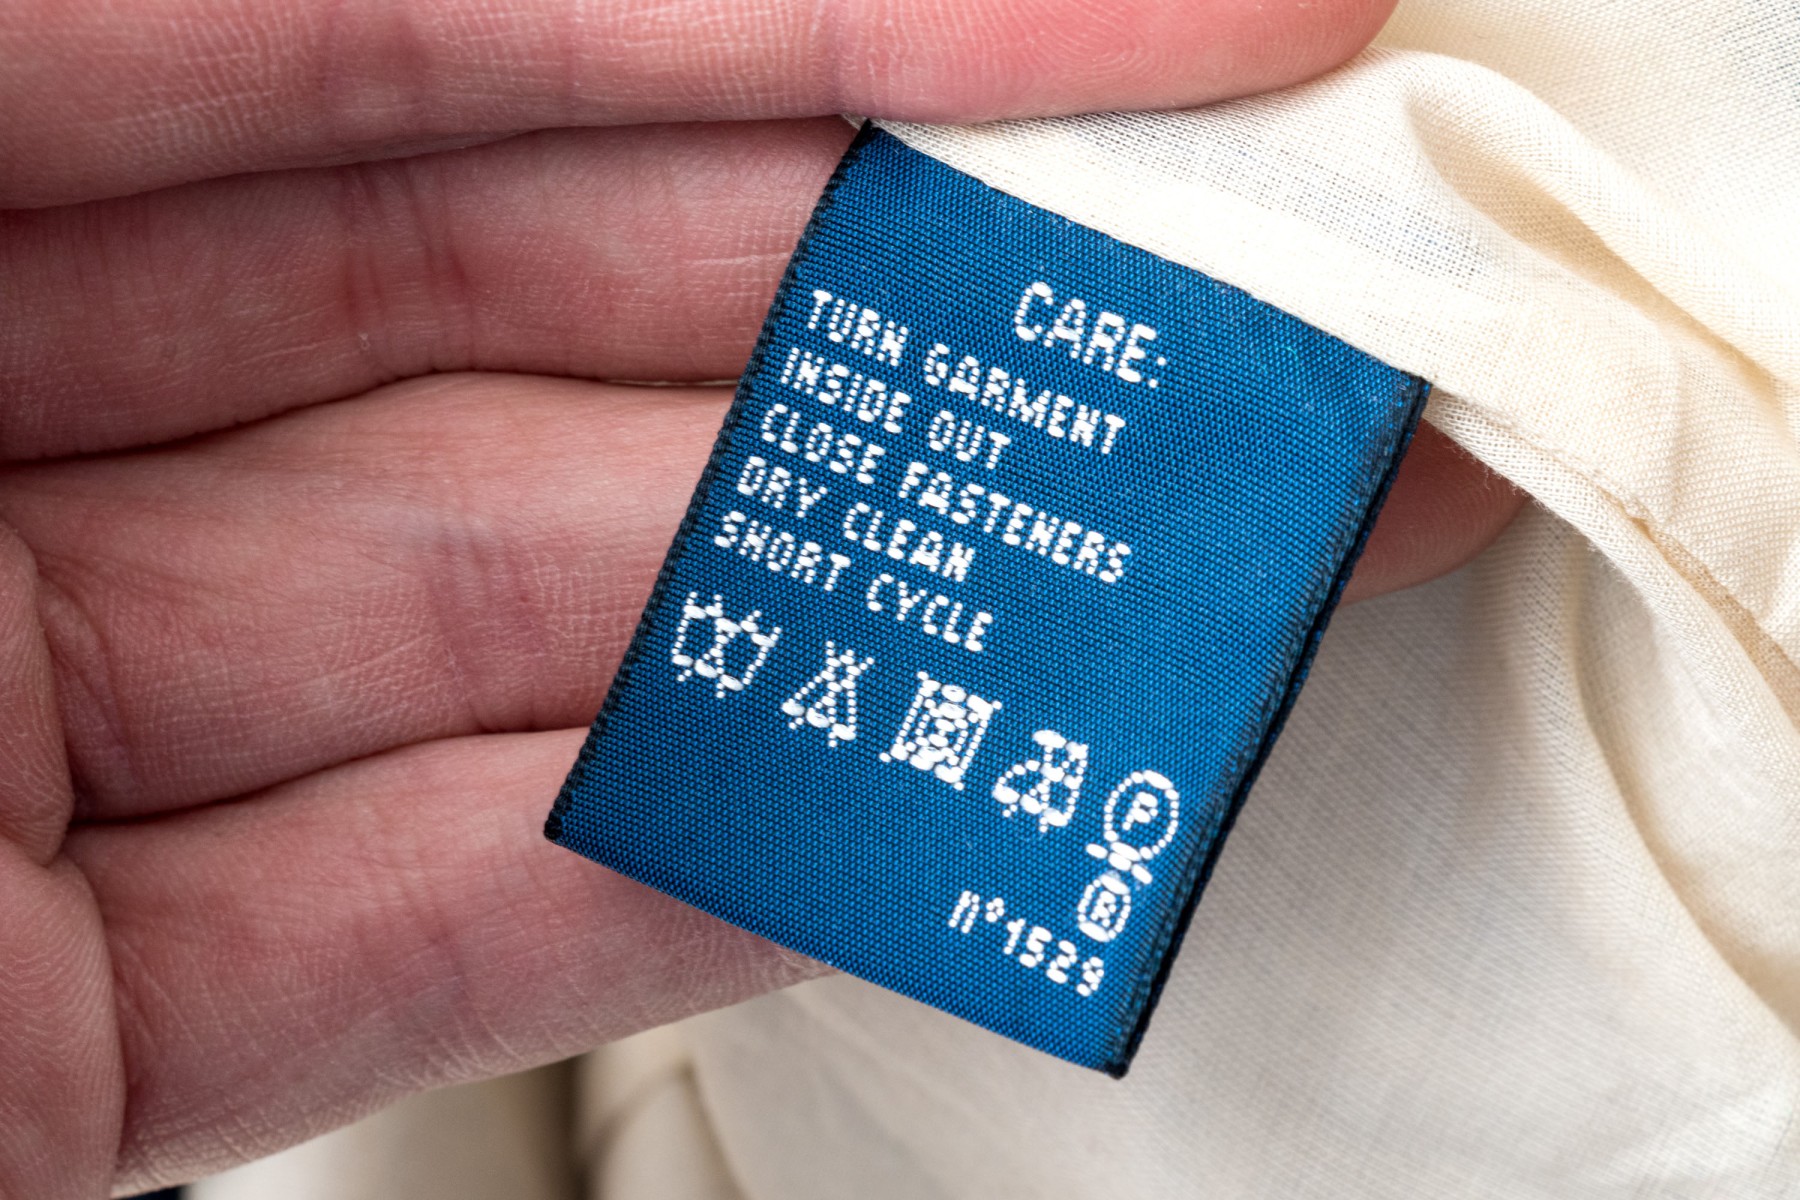 CARE:
TURN GARMENT
INSIDE OUT
CLOSE FASTENERS
DRY CLEAN
SHORT CYCLE
P
R
n°1529